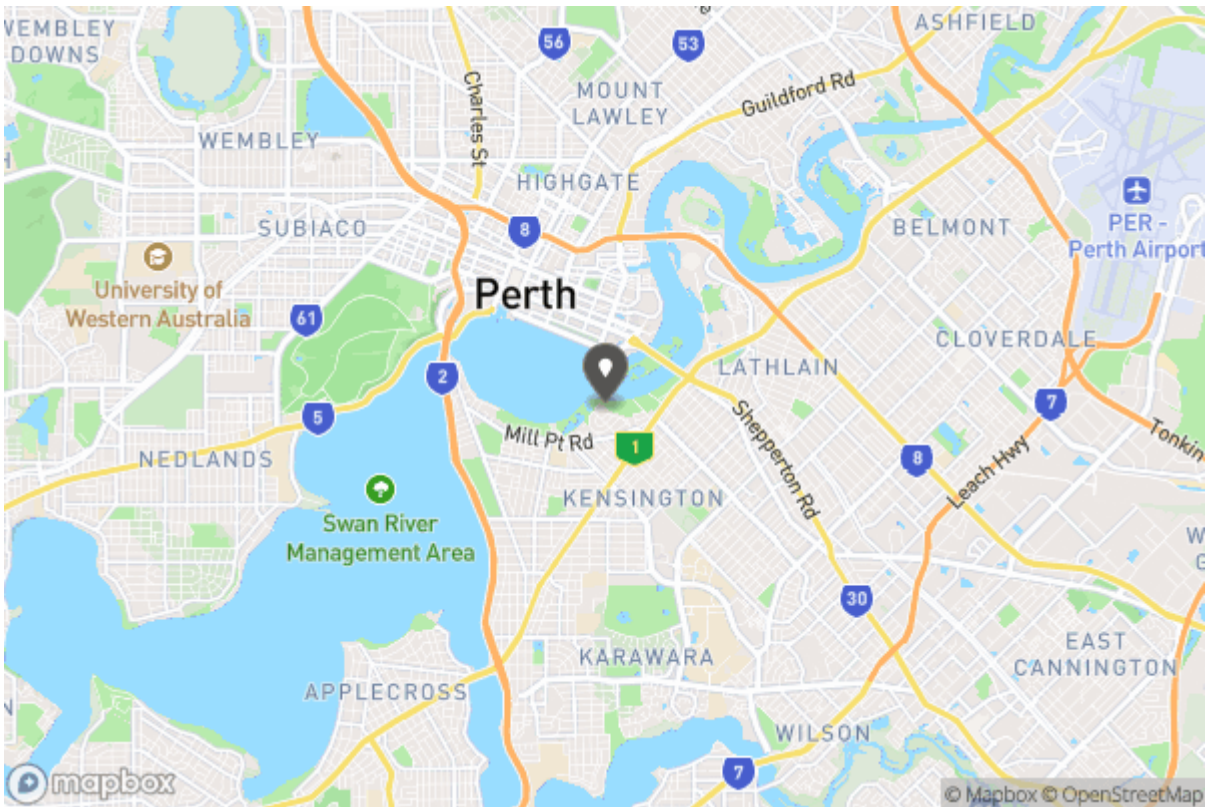 WEMBLEY
DOWNS
56
53
ASHFIELD
Charles St
MOUNT
LAWLEY
Guildford Rd
WEMBLEY
HIGHGATE
SUBIACO
8
BELMONT
PER -
Perth Airport
University of
Western Australia
Perth
61
CLOVERDALE
LATHLAIN
2
7
5
Mill Pt Rd
1
Shepperton Rd
Tonkin
NEDLANDS
8
Leach Hwy
KENSINGTON
Swan River
Management Area
30
KARAWARA
EAST
CANNINGTON
APPLECROSS
WILSON
7
mapbox
© Mapbox © OpenStreetMap